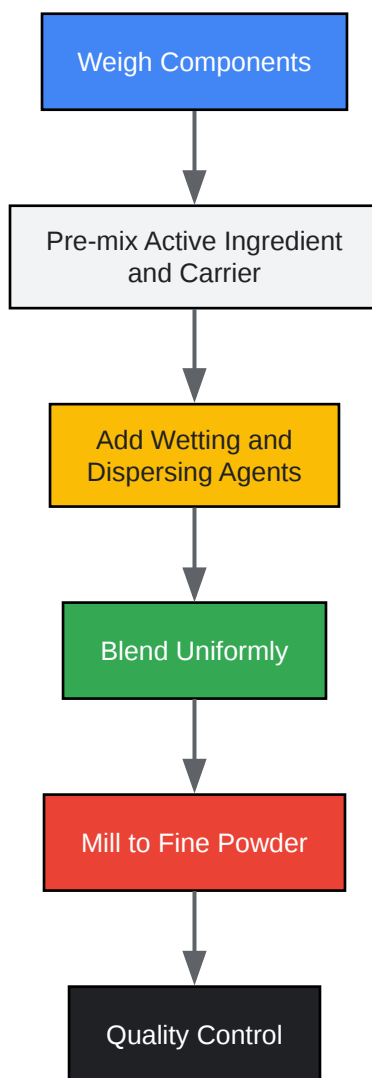 Weigh Components
Pre-mix Active Ingredient
and Carrier
Add Wetting and
Dispersing Agents
Blend Uniformly
Mill to Fine Powder
Quality Control